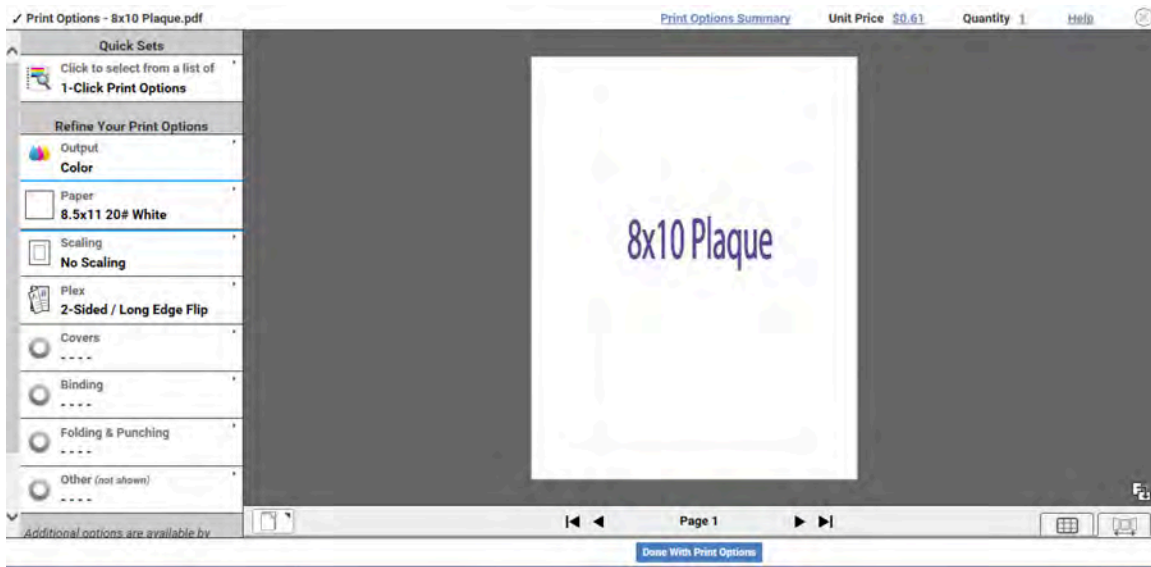 ✓ Print Options - 8x10 Plaque.pdf
Print Options Summary
Unit Price $0.61
Quantity 1
Help
Quick Sets
Click to select from a list of
1-Click Print Options
Refine Your Print Options
Output
Color
Paper
8.5x11 20# White
Scaling
No Scaling
Plex
2-Sided / Long Edge Flip
Covers
- - - -
Binding
- - - -
Folding & Punching
- - - -
Other (not shown)
- - - -
Additional options are available by
8x10 Plaque
Page 1
Done With Print Options